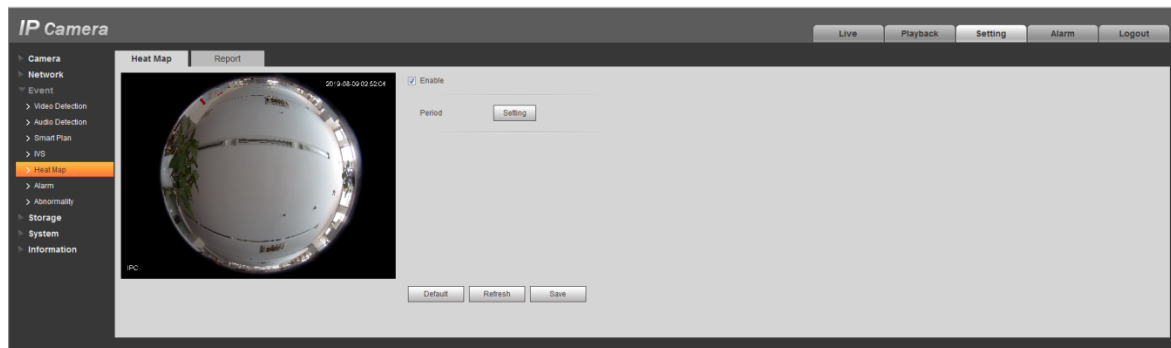 IP Camera
Live Playback Setting Alarm Logout
Camera
Network
Event
Video Detection
Audio Detection
Smart Plan
IVS
Heat Map
Alarm
Abnormality
Storage
System
Information
Heat Map Report
2019-08-09 02:52:04
IPC
Enable
Period Setting
Default Refresh Save